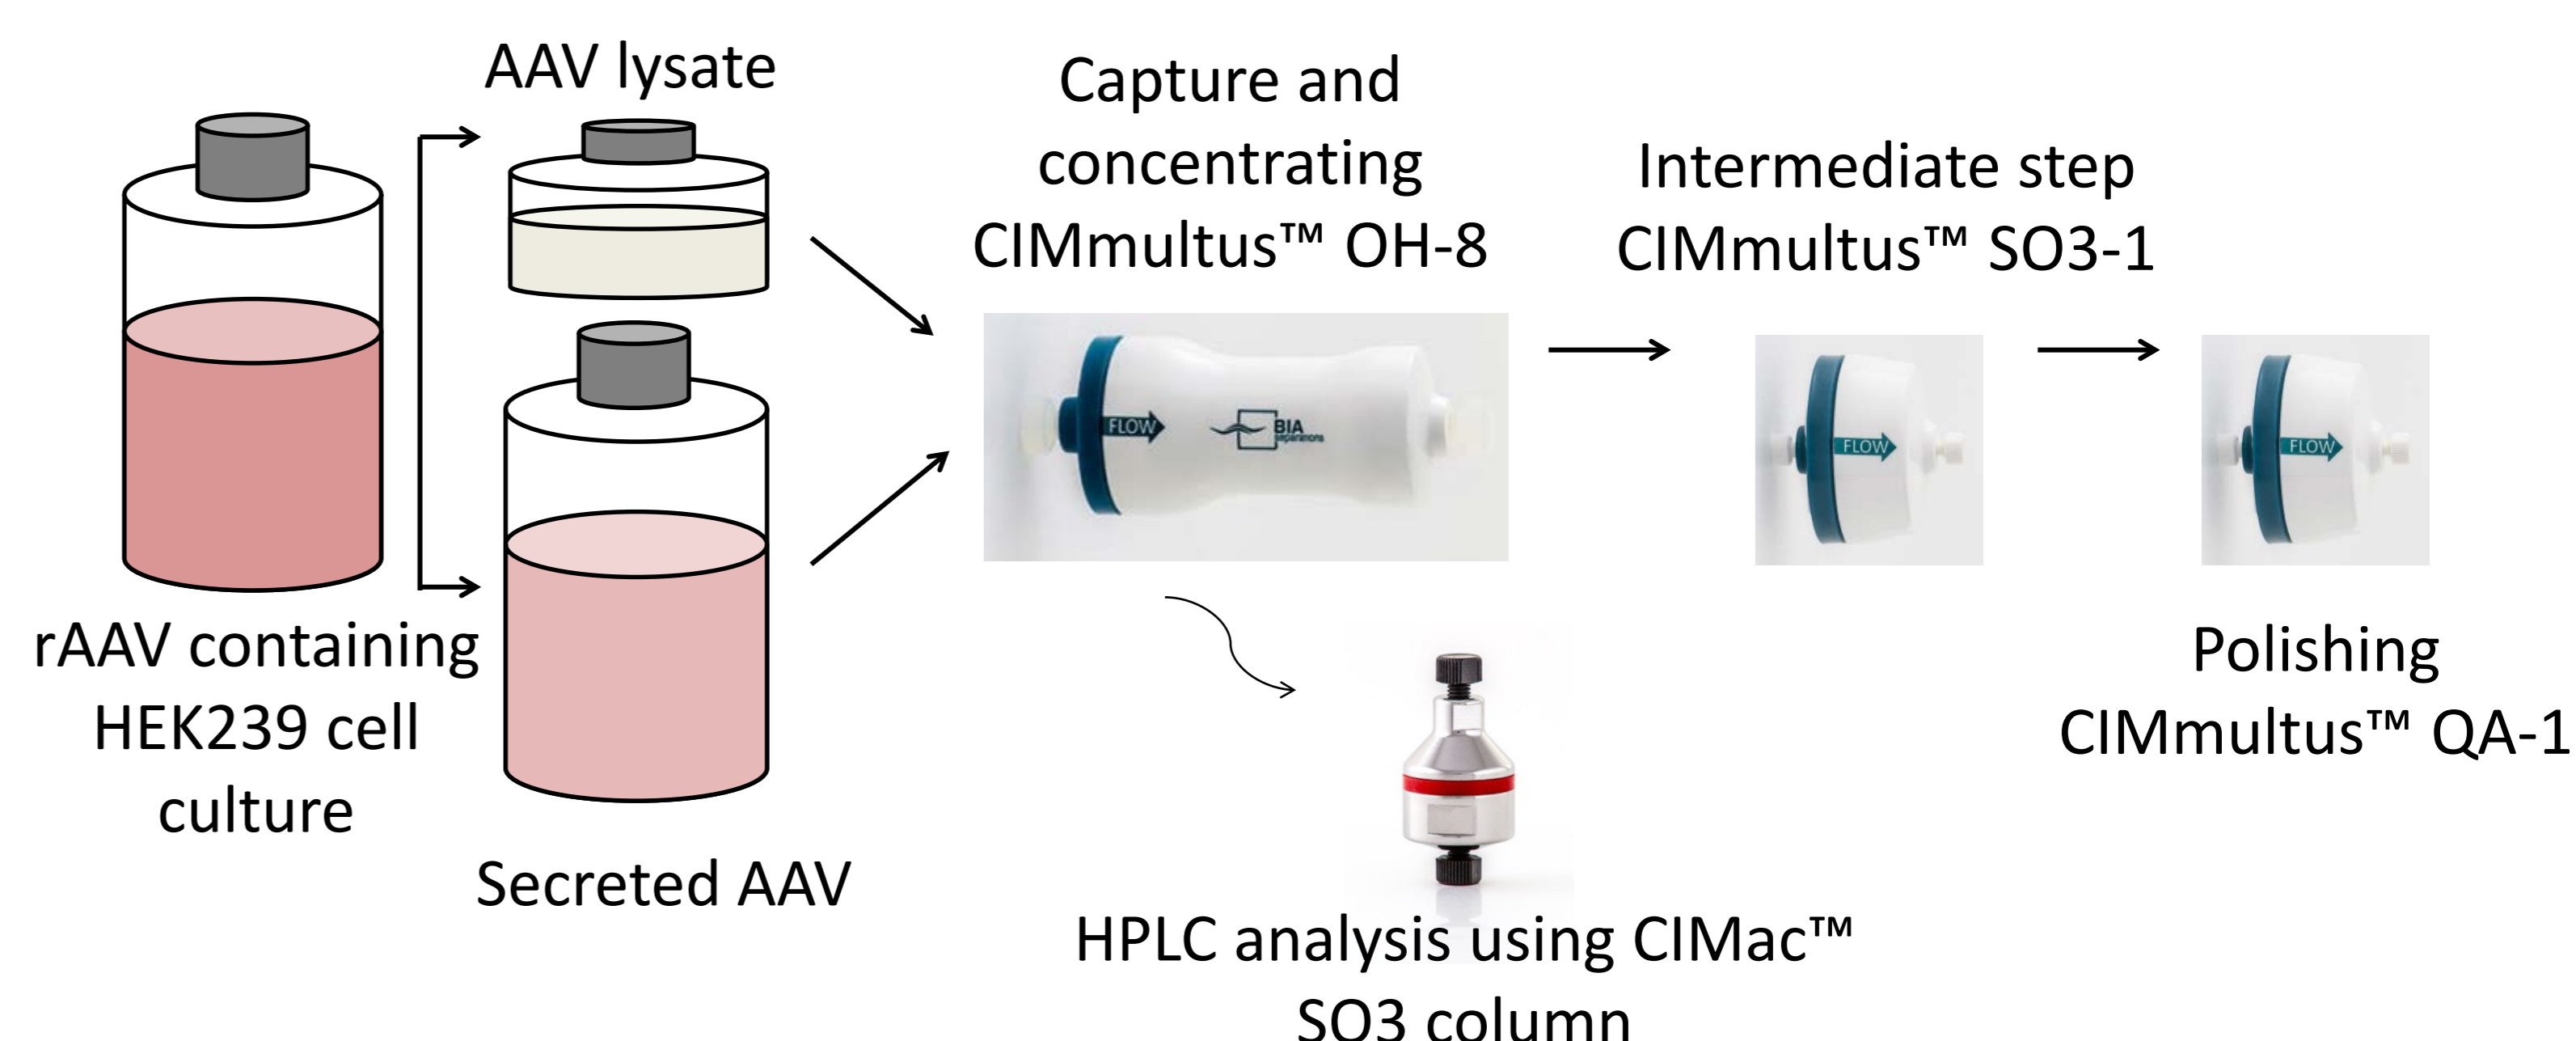 AAV lysate
rAAV containing
HEK239 cell
culture
Secreted AAV
Capture and
concentrating
CIMmultus™ OH-8
FLOW
BIA
separations
HPLC analysis using CIMac™
SO3 column
Intermediate step
CIMmultus™ SO3-1
FLOW
FLOW
Polishing
CIMmultus™ QA-1